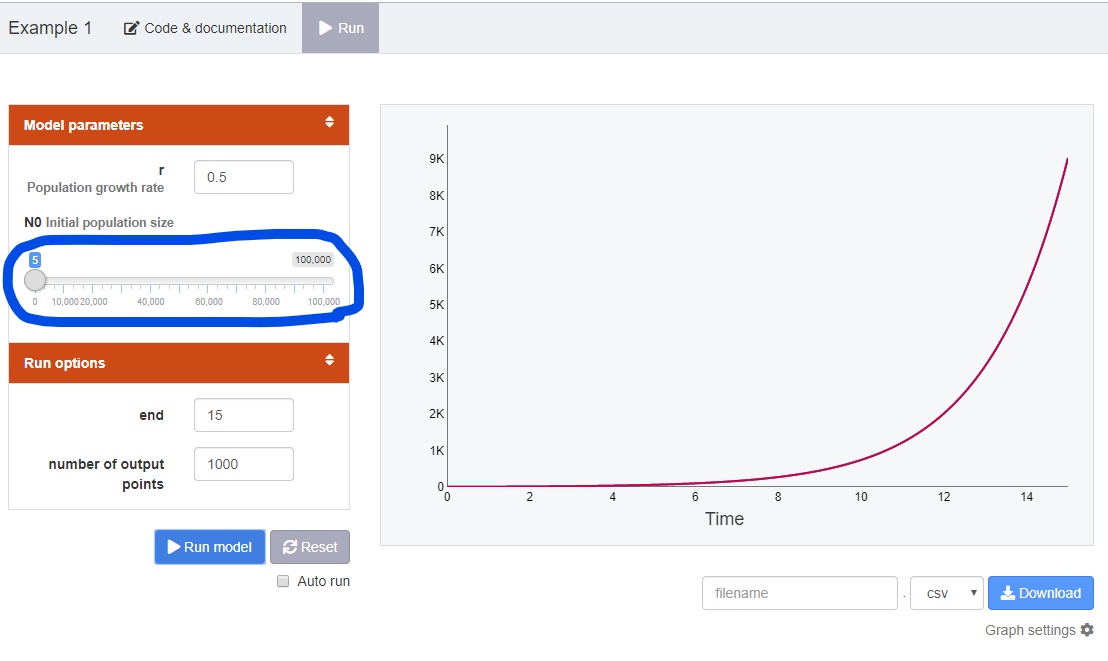 Example 1 Code & documentation Run
Model parameters
r
Population growth rate
0.5
N0 Initial population size
5 100,000
0 10,000 20,000 40,000 60,000 80,000 100,000
Run options
end 15
number of output
points
1000
Run model Reset
Auto run
9K
8K
7K
6K
5K
4K
3K
2K
1K
0
0 2 4 6 8 10 12 14
Time
filename . csv Download
Graph settings